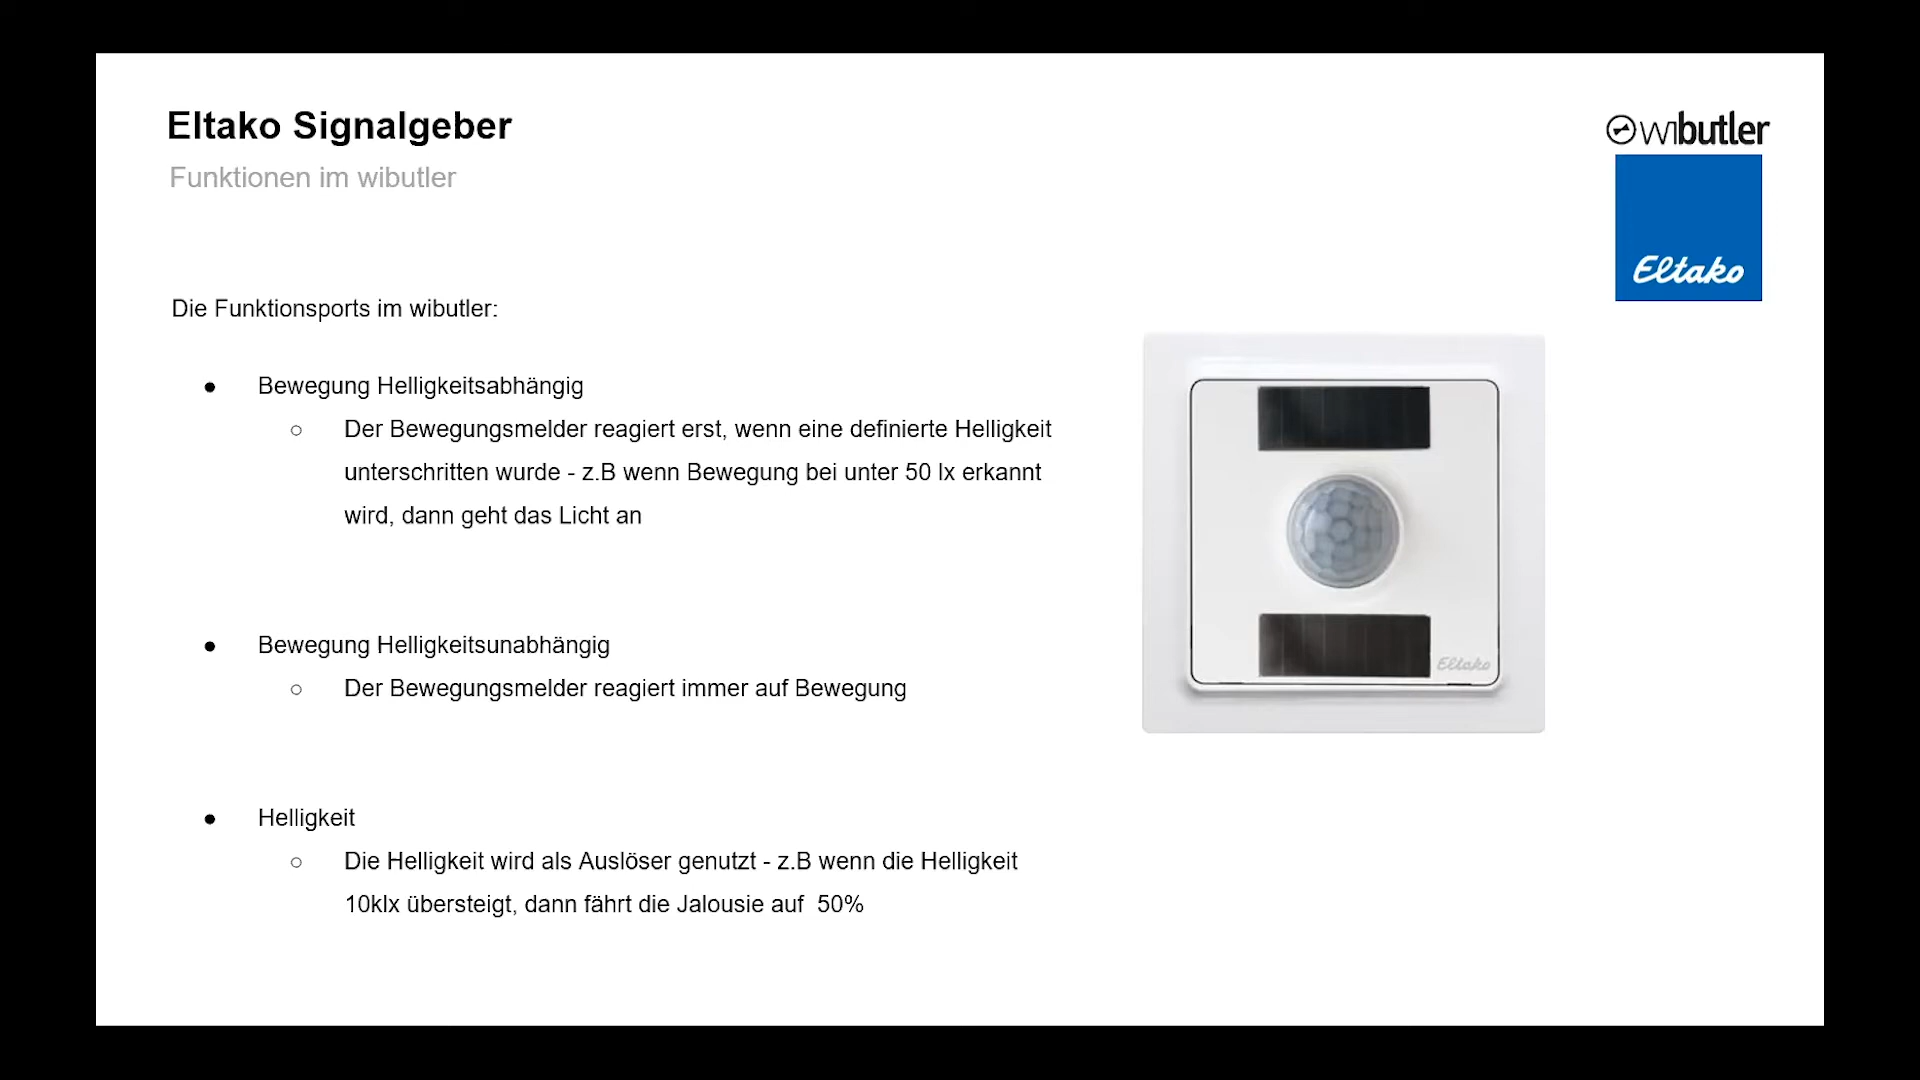 Eltako Signalgeber
Funktionen im wibutler
wibutler
Eltako
Die Funktionsports im wibutler:
● Bewegung Helligkeitsabhängig
○ Der Bewegungsmelder reagiert erst, wenn eine definierte Helligkeit
unterschritten wurde - z.B wenn Bewegung bei unter 50 lx erkannt
wird, dann geht das Licht an
● Bewegung Helligkeitsunabhängig
○ Der Bewegungsmelder reagiert immer auf Bewegung
● Helligkeit
○ Die Helligkeit wird als Auslöser genutzt - z.B wenn die Helligkeit
10klx übersteigt, dann fährt die Jalousie auf  50%
Eltako